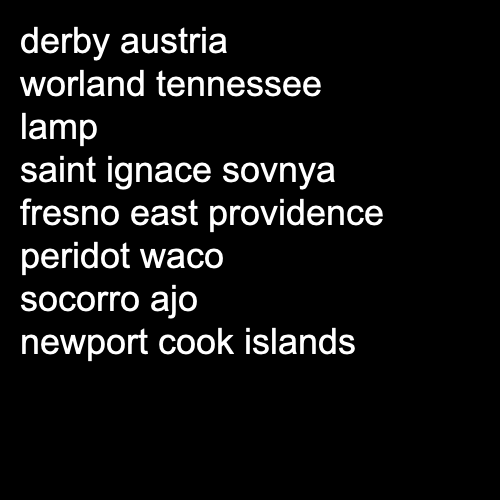 derby austria
worland tennessee
lamp
saint ignace sovnya
fresno east providence
peridot waco
socorro ajo
newport cook islands